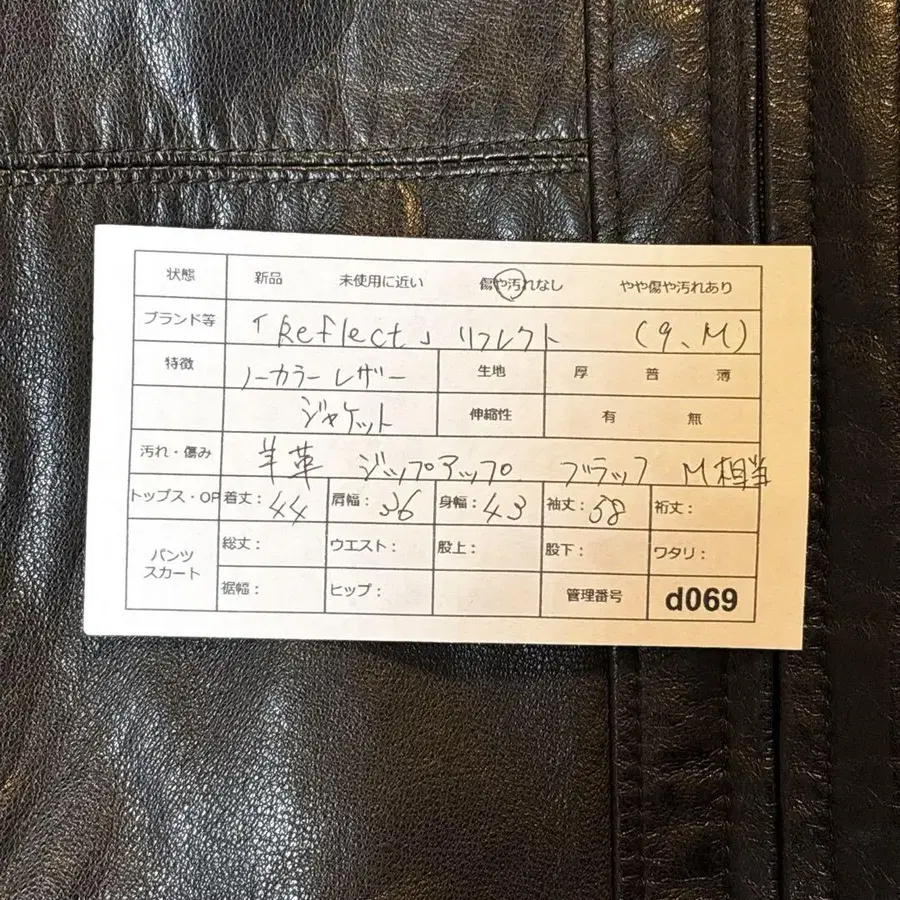 状態 新品 未使用に近い 傷や汚れなし やや傷や汚れあり
ブランド等 「Reflect」 リフレクト (9、M)
特徴 ノーカラーレザー 生地 厚 普 薄
ジャケット 伸縮性 有 無
汚れ・傷み 羊革 ジップアップ ブラック M相当
トップス・OP 着丈：44 肩幅：36 身幅：43 袖丈：58 裄丈：
パンツ スカート 総丈： ウエスト： 股上： 股下： ワタリ：
裾幅： ヒップ： 管理番号 d069